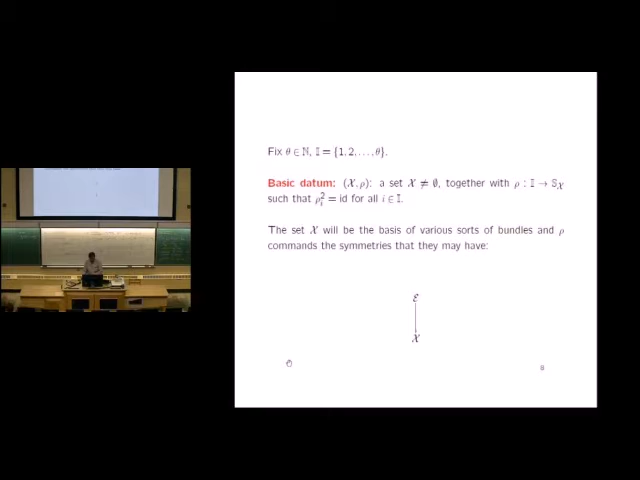 Fix θ ∈ ℕ, 𝕀 = {1, 2, . . . , θ}.
Basic datum: (𝒳, ρ): a set 𝒳 ≠ ∅, together with ρ : 𝕀 → 𝕊_𝒳
such that ρ_i^2 = id for all i ∈ 𝕀.
The set 𝒳 will be the basis of various sorts of bundles and ρ
commands the symmetries that they may have:
ℰ
𝒳
8